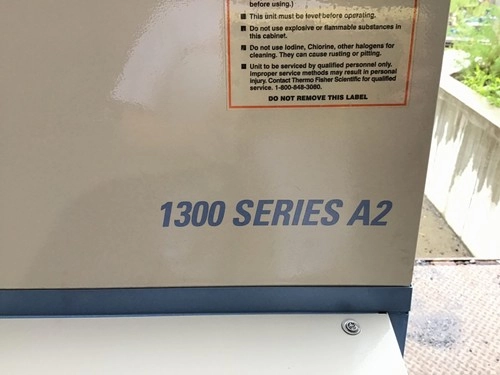 before using.)
■ This unit must be level before operating.
■ Do not use explosive or flammable substances in
this cabinet.
■ Do not use Iodine, Chlorine, other halogens for
cleaning. They can cause rusting or pitting.
■ Unit to be serviced by qualified personnel only.
Improper service methods may result in personal
injury. Contact Thermo Fisher Scientific for qualified
service. 1-800-848-3080.
DO NOT REMOVE THIS LABEL
1300 SERIES A2